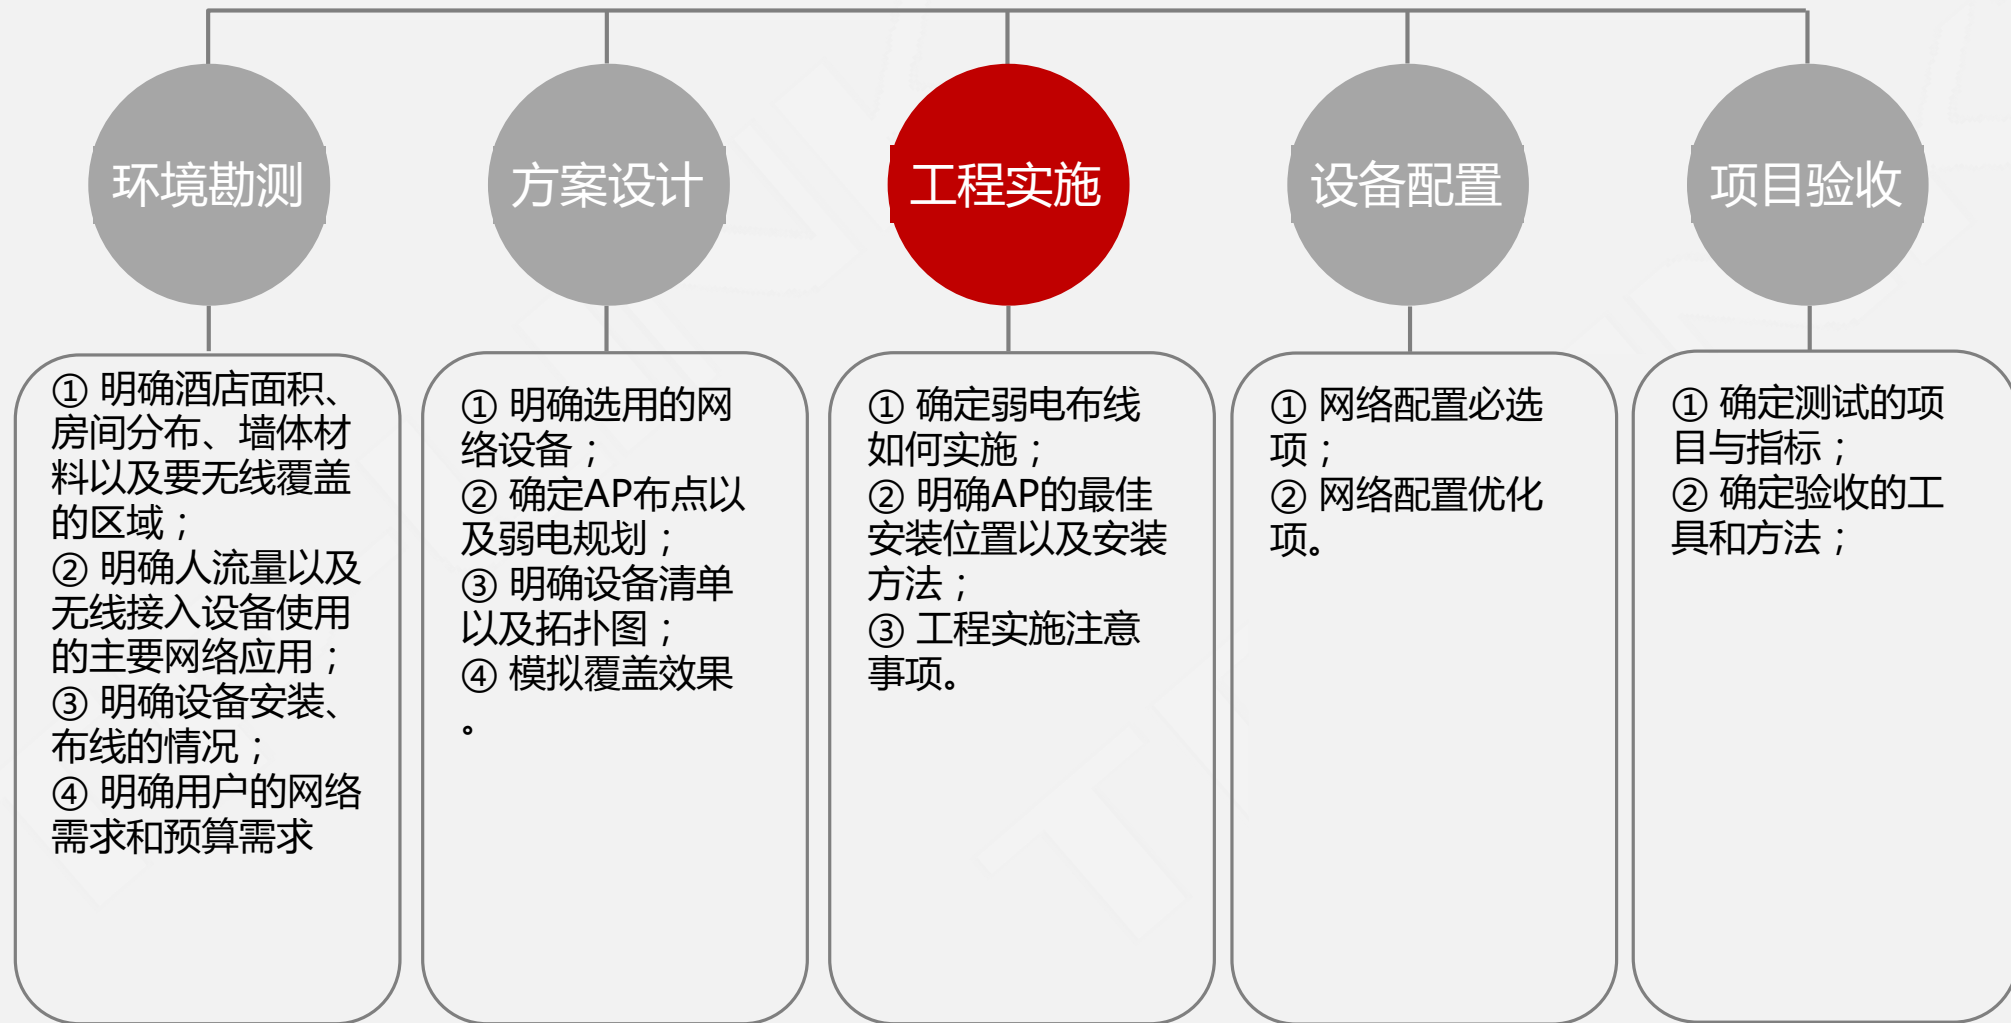 环境勘测
方案设计
工程实施
设备配置
项目验收
① 明确酒店面积、
房间分布、墙体材
料以及要无线覆盖
的区域；
② 明确人流量以及
无线接入设备使用
的主要网络应用；
③ 明确设备安装、
布线的情况；
④ 明确用户的网络
需求和预算需求
① 明确选用的网
络设备；
② 确定AP布点以
及弱电规划；
③ 明确设备清单
以及拓扑图；
④ 模拟覆盖效果
。
① 确定弱电布线
如何实施；
② 明确AP的最佳
安装位置以及安装
方法；
③ 工程实施注意
事项。
① 网络配置必选
项；
② 网络配置优化
项。
① 确定测试的项
目与指标；
② 确定验收的工
具和方法；